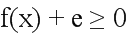 f(x) + e ≥ 0